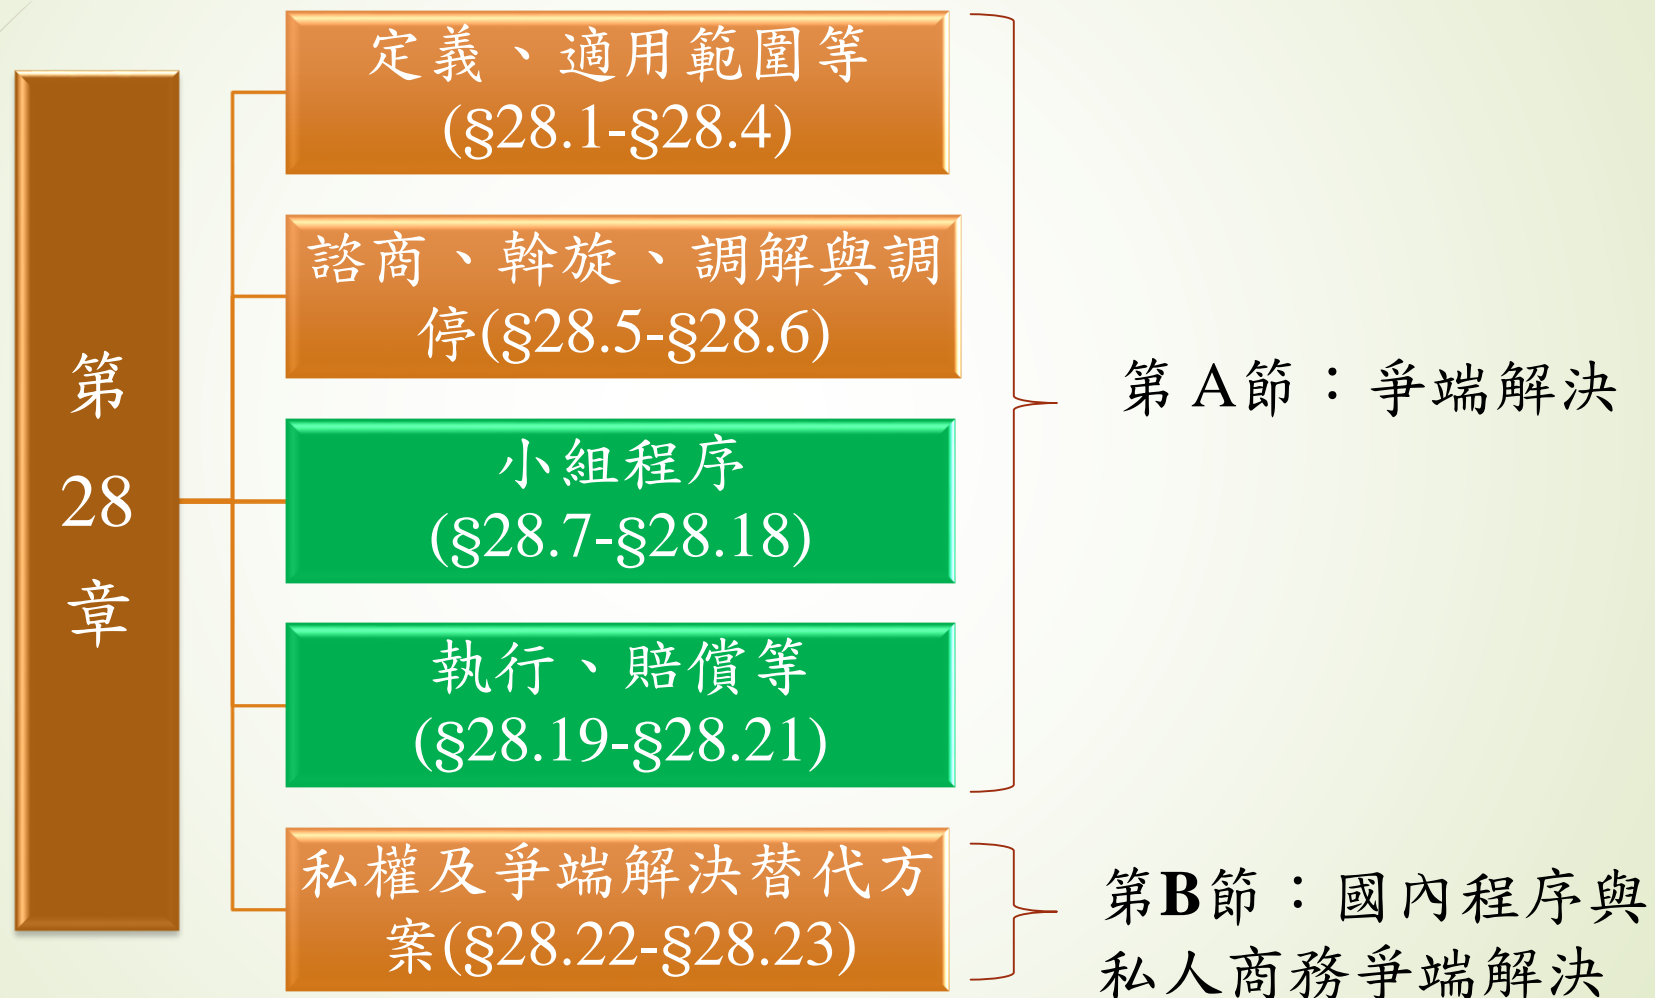 第
28
章
定義、適用範圍等
(§28.1-§28.4)
諮商、斡旋、調解與調
停(§28.5-§28.6)
小組程序
(§28.7-§28.18)
執行、賠償等
(§28.19-§28.21)
私權及爭端解決替代方
案(§28.22-§28.23)
第 A節：爭端解決
第B節：國內程序與
私人商務爭端解決